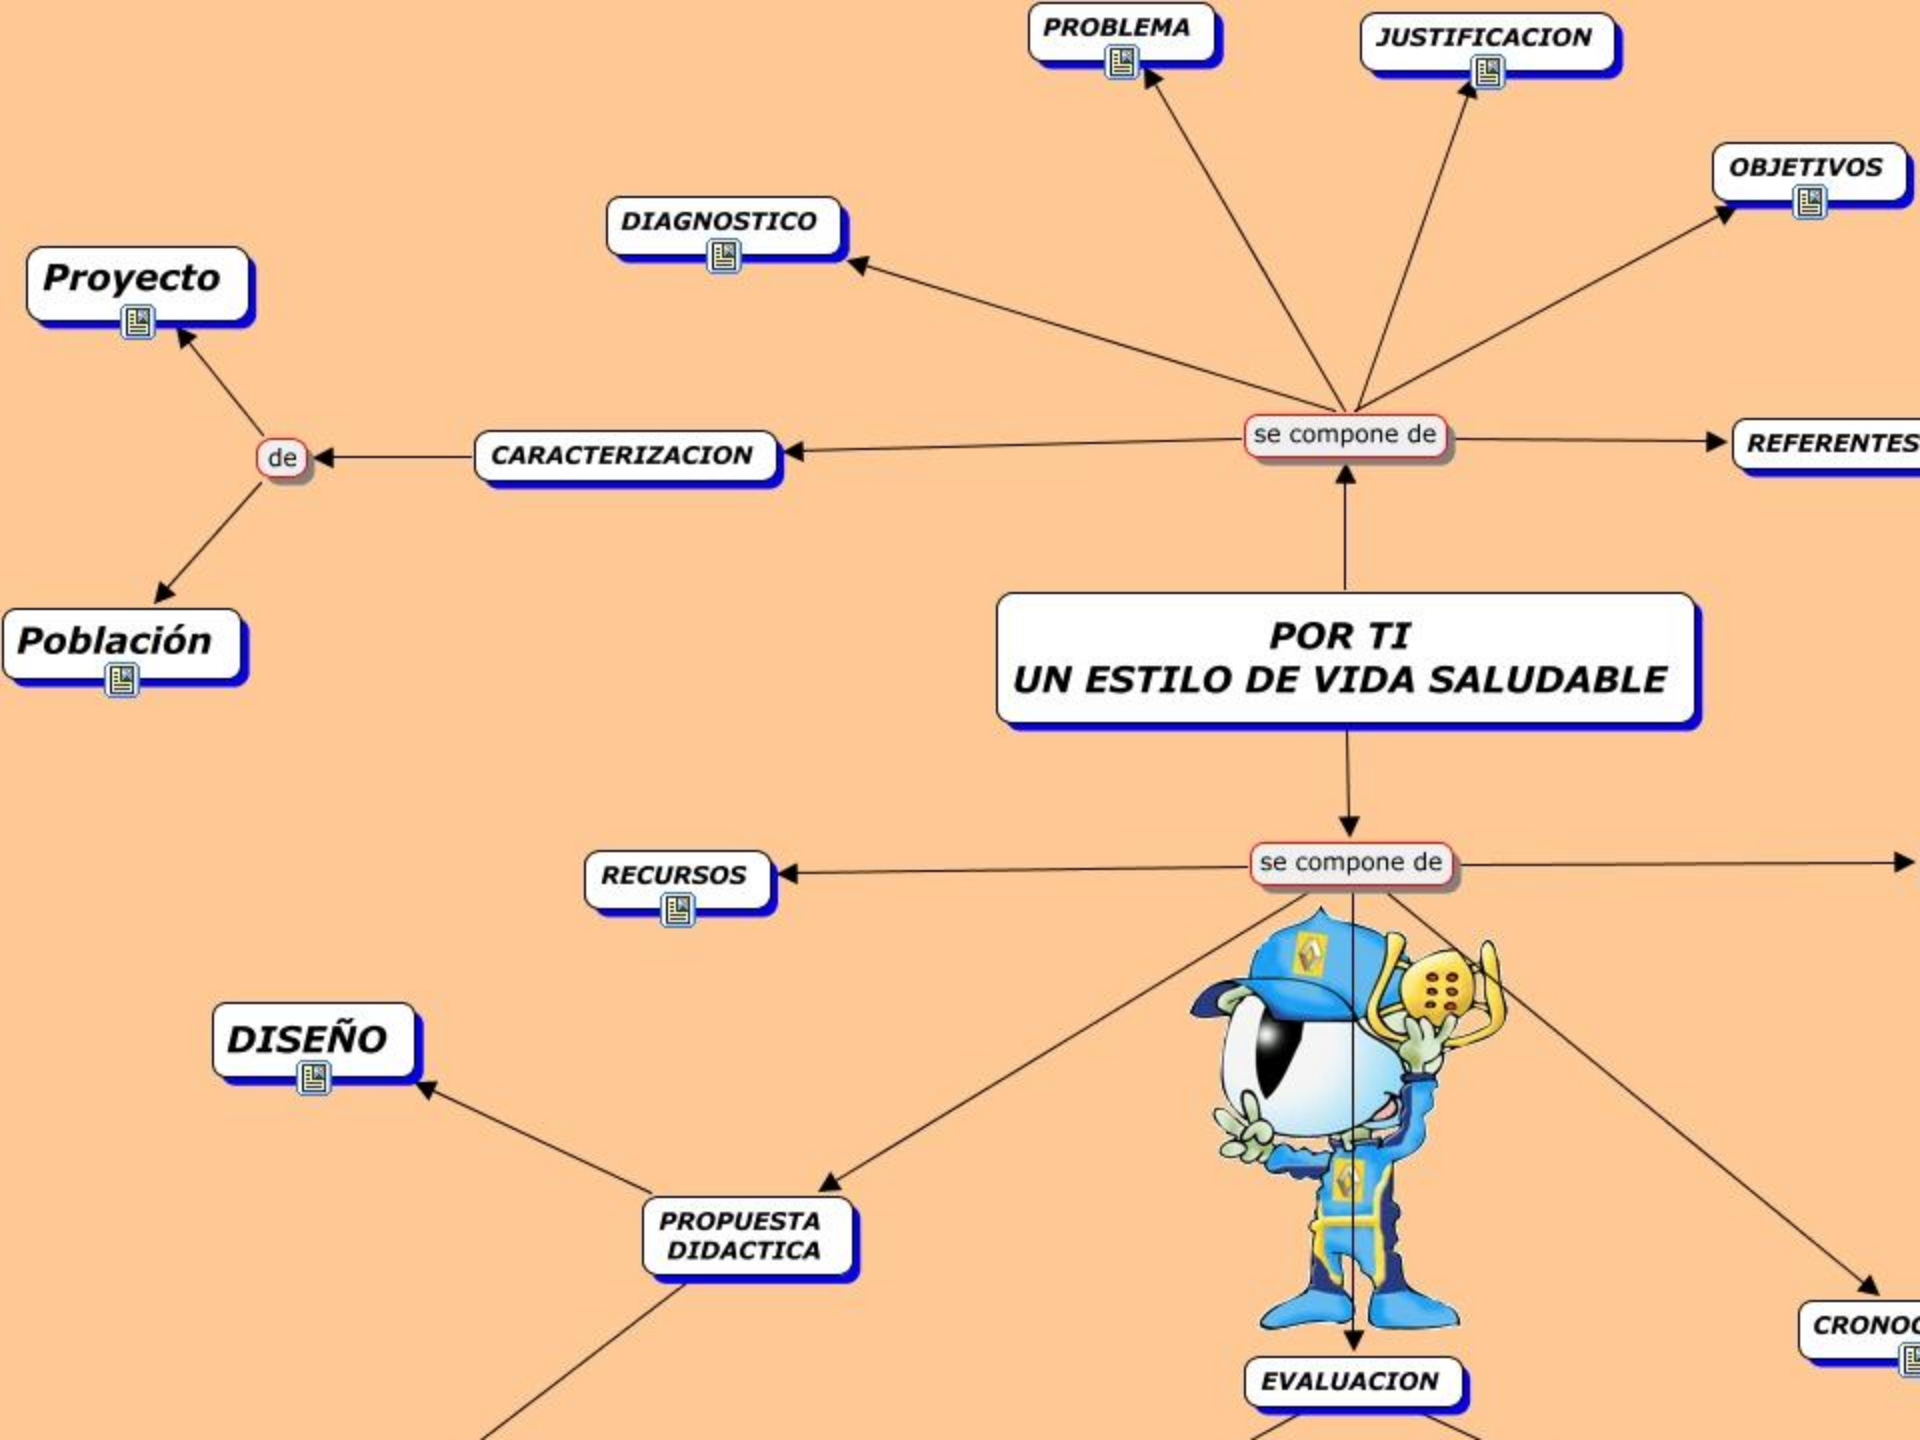 PROBLEMA
JUSTIFICACION
OBJETIVOS
DIAGNOSTICO
Proyecto
se compone de
REFERENTES
CARACTERIZACION
de
POR TI
UN ESTILO DE VIDA SALUDABLE
Población
se compone de
RECURSOS
DISEÑO
PROPUESTA
DIDACTICA
EVALUACION